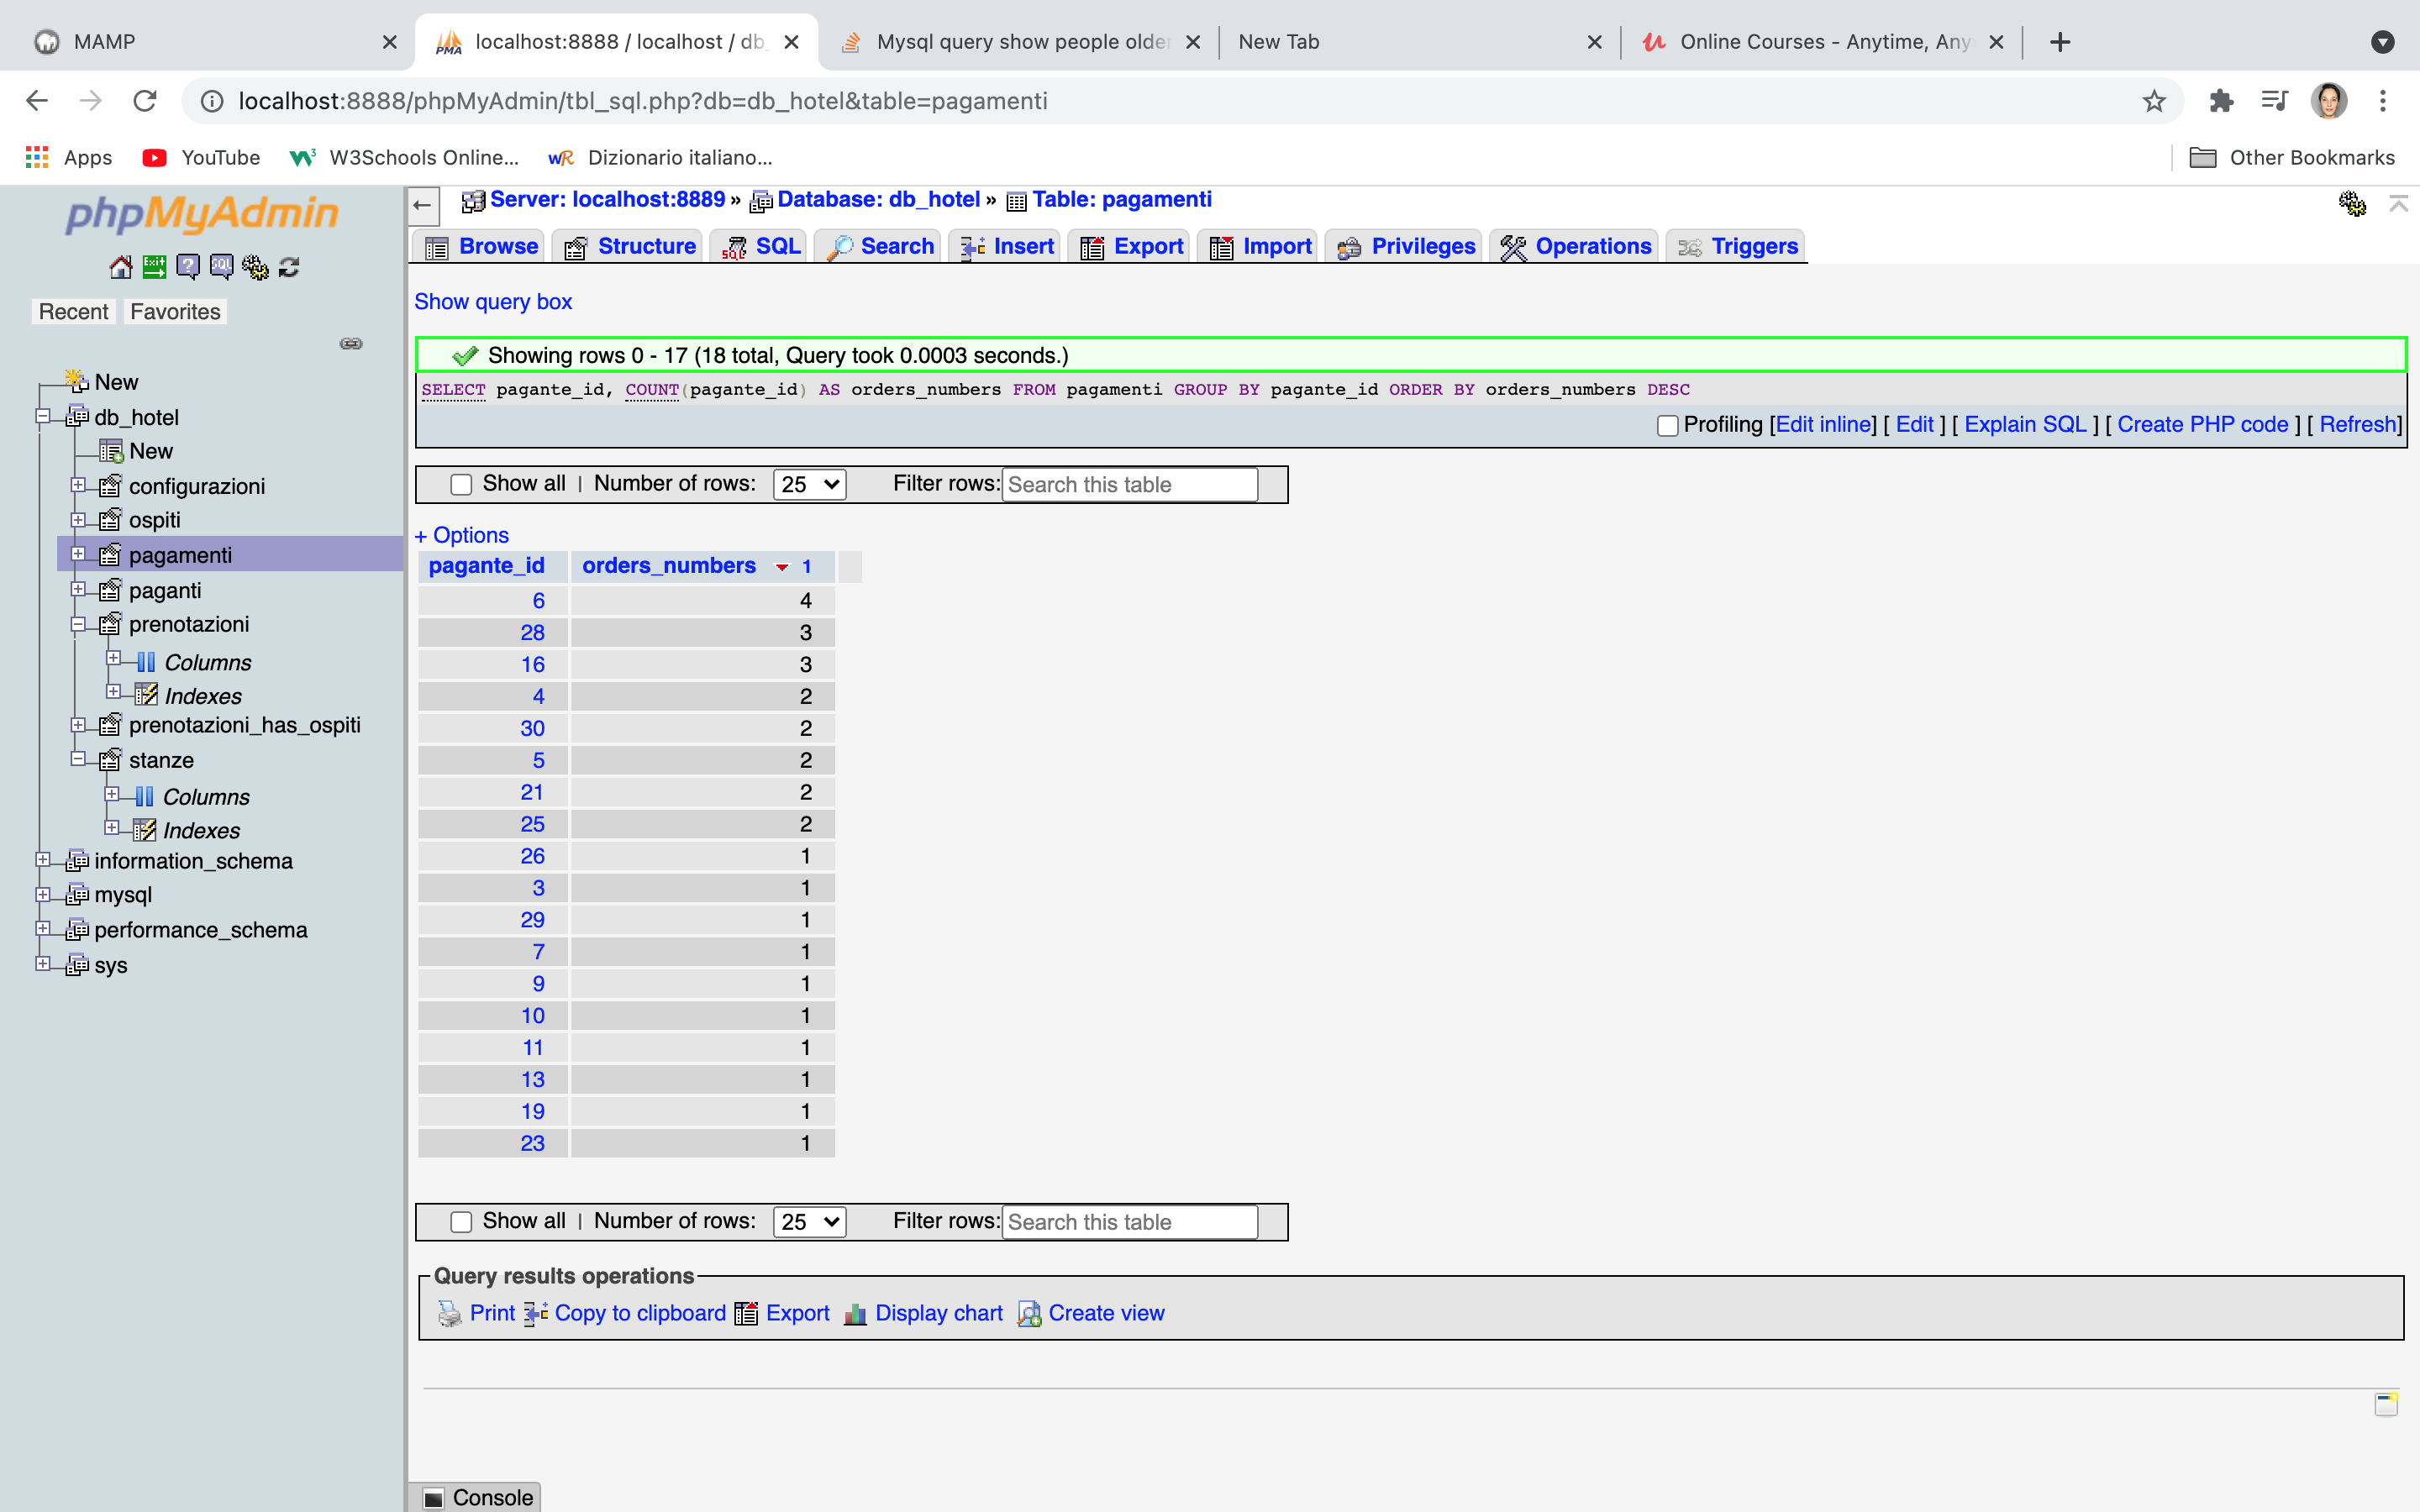 MAMP
localhost:8888 / localhost / db_
Mysql query show people older
New Tab
Online Courses - Anytime, Any
localhost:8888/phpMyAdmin/tbl_sql.php?db=db_hotel&table=pagamenti
Apps
YouTube
W3Schools Online...
Dizionario italiano...
Other Bookmarks
phpMyAdmin
Recent
Favorites
New
db_hotel
New
configurazioni
ospiti
pagamenti
paganti
prenotazioni
Columns
Indexes
prenotazioni_has_ospiti
stanze
Columns
Indexes
information_schema
mysql
performance_schema
sys
Server: localhost:8889 » Database: db_hotel » Table: pagamenti
Browse Structure SQL Search Insert Export Import Privileges Operations Triggers
Show query box
Showing rows 0 - 17 (18 total, Query took 0.0003 seconds.)
SELECT pagante_id, COUNT(pagante_id) AS orders_numbers FROM pagamenti GROUP BY pagante_id ORDER BY orders_numbers DESC
Profiling [Edit inline] [ Edit ] [ Explain SQL ] [ Create PHP code ] [ Refresh]
Show all | Number of rows: 25 Filter rows: Search this table
+ Options
pagante_id orders_numbers 1
6 4
28 3
16 3
4 2
30 2
5 2
21 2
25 2
26 1
3 1
29 1
7 1
9 1
10 1
11 1
13 1
19 1
23 1
Show all | Number of rows: 25 Filter rows: Search this table
Query results operations
Print Copy to clipboard Export Display chart Create view
Console